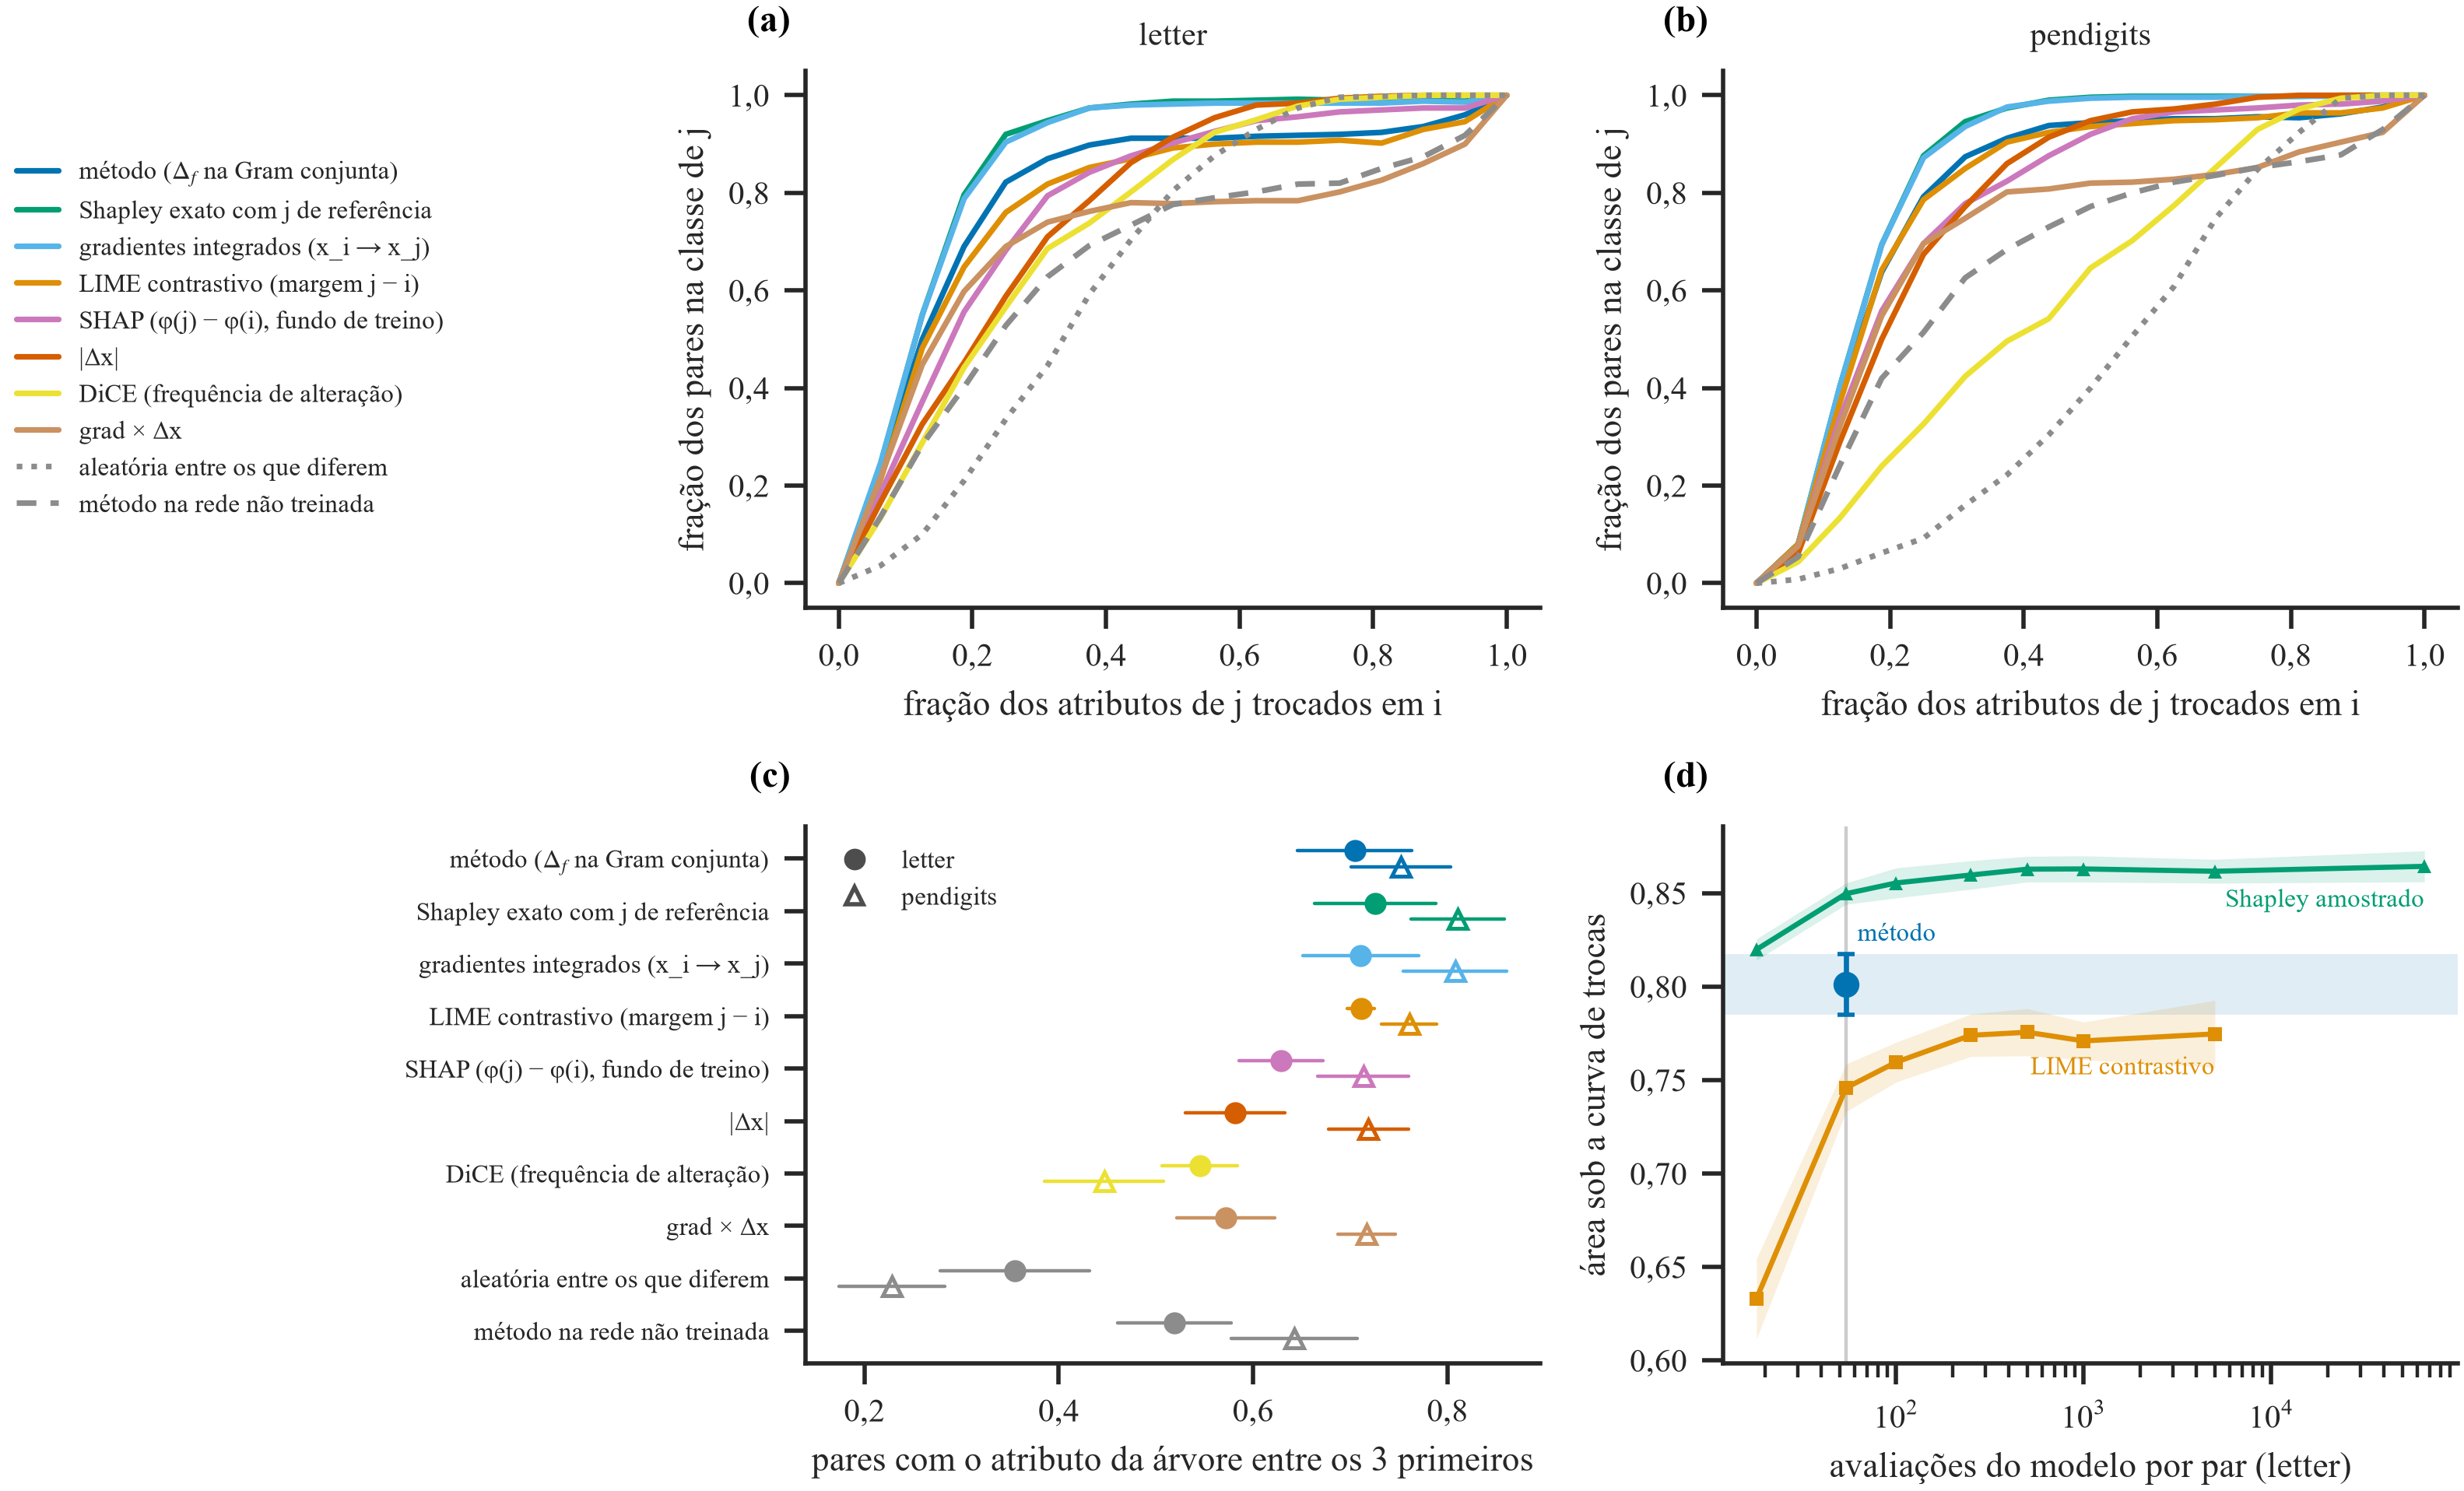 (a)
letter
método (Δf na Gram conjunta)
Shapley exato com j de referência
gradientes integrados (x_i → x_j)
LIME contrastivo (margem j − i)
SHAP (φ(j) − φ(i), fundo de treino)
|Δx|
DiCE (frequência de alteração)
grad × Δx
aleatória entre os que diferem
método na rede não treinada
fração dos pares na classe de j
1,0
0,8
0,6
0,4
0,2
0,0
0,0 0,2 0,4 0,6 0,8 1,0
fração dos atributos de j trocados em i
(b)
pendigits
fração dos pares na classe de j
1,0
0,8
0,6
0,4
0,2
0,0
0,0 0,2 0,4 0,6 0,8 1,0
fração dos atributos de j trocados em i
(c)
letter
pendigits
método (Δf na Gram conjunta)
Shapley exato com j de referência
gradientes integrados (x_i → x_j)
LIME contrastivo (margem j − i)
SHAP (φ(j) − φ(i), fundo de treino)
|Δx|
DiCE (frequência de alteração)
grad × Δx
aleatória entre os que diferem
método na rede não treinada
0,2 0,4 0,6 0,8
pares com o atributo da árvore entre os 3 primeiros
(d)
área sob a curva de trocas
0,85
0,80
0,75
0,70
0,65
0,60
Shapley amostrado
método
LIME contrastivo
10² 10³ 10⁴
avaliações do modelo por par (letter)